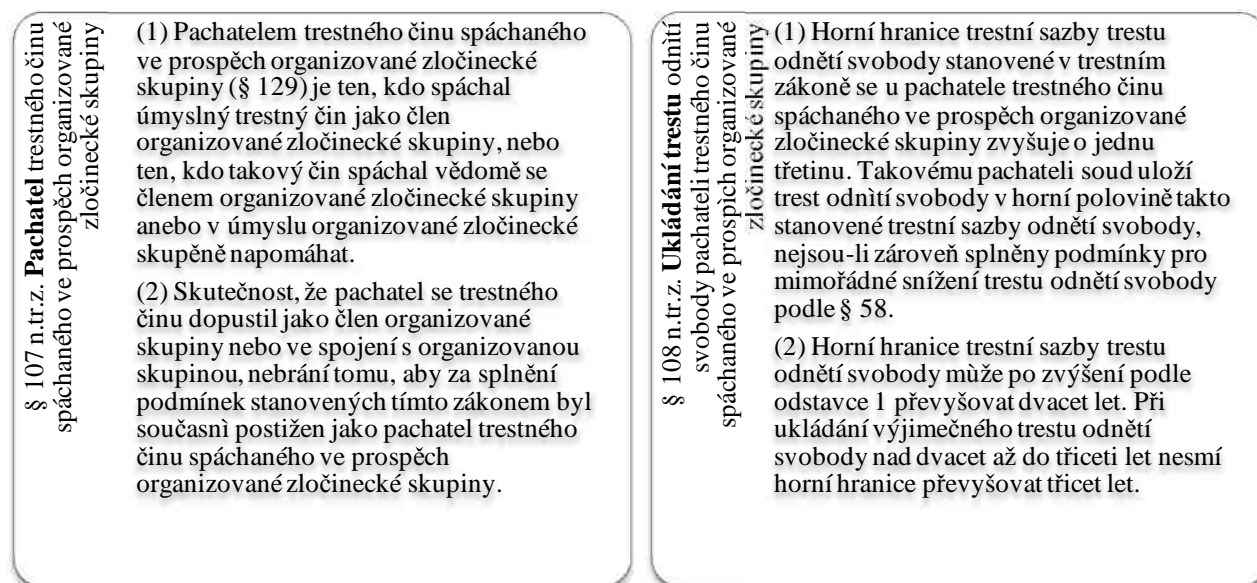 § 107 n.tr.z. Pachatel trestného činu
spáchaného ve prospěch organizované
zločinecké skupiny
(1) Pachatelem trestného činu spáchaného
ve prospěch organizované zločinecké
skupiny (§ 129) je ten, kdo spáchal
úmyslný trestný čin jako člen
organizované zločinecké skupiny, nebo
ten, kdo takový čin spáchal vědomě se
členem organizované zločinecké skupiny
anebo v úmyslu organizované zločinecké
skupěně napomáhat.
(2) Skutečnost, že pachatel se trestného
činu dopustil jako člen organizované
skupiny nebo ve spojení s organizovanou
skupinou, nebrání tomu, aby za splnění
podmínek stanovených tímto zákonem byl
současnì postižen jako pachatel trestného
činu spáchaného ve prospěch
organizované zločinecké skupiny.
§ 108 n.tr.z. Ukládání trestu odnìtí
svobody pachateli trestného činu
spáchaného ve prospìch organizované
zločinecké skupiny
(1) Horní hranice trestní sazby trestu
odnětí svobody stanovené v trestním
zákoně se u pachatele trestného činu
spáchaného ve prospěch organizované
zločinecké skupiny zvyšuje o jednu
třetinu. Takovému pachateli soud uloží
trest odnìtí svobody v horní polovině takto
stanovené trestní sazby odnětí svobody,
nejsou-li zároveň splněny podmínky pro
mimořádné snížení trestu odnětí svobody
podle § 58.
(2) Horní hranice trestní sazby trestu
odnětí svobody mùže po zvýšení podle
odstavce 1 převyšovat dvacet let. Při
ukládání výjimečného trestu odnětí
svobody nad dvacet až do třiceti let nesmí
horní hranice převyšovat třicet let.